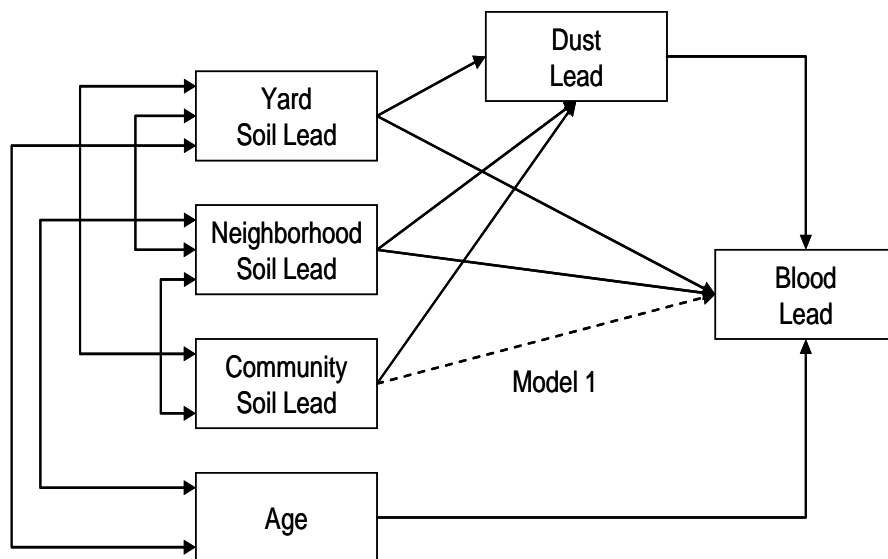 Dust
Lead
Yard
Soil Lead
Neighborhood
Soil Lead
Blood
Lead
Community
Soil Lead
Model 1
Age